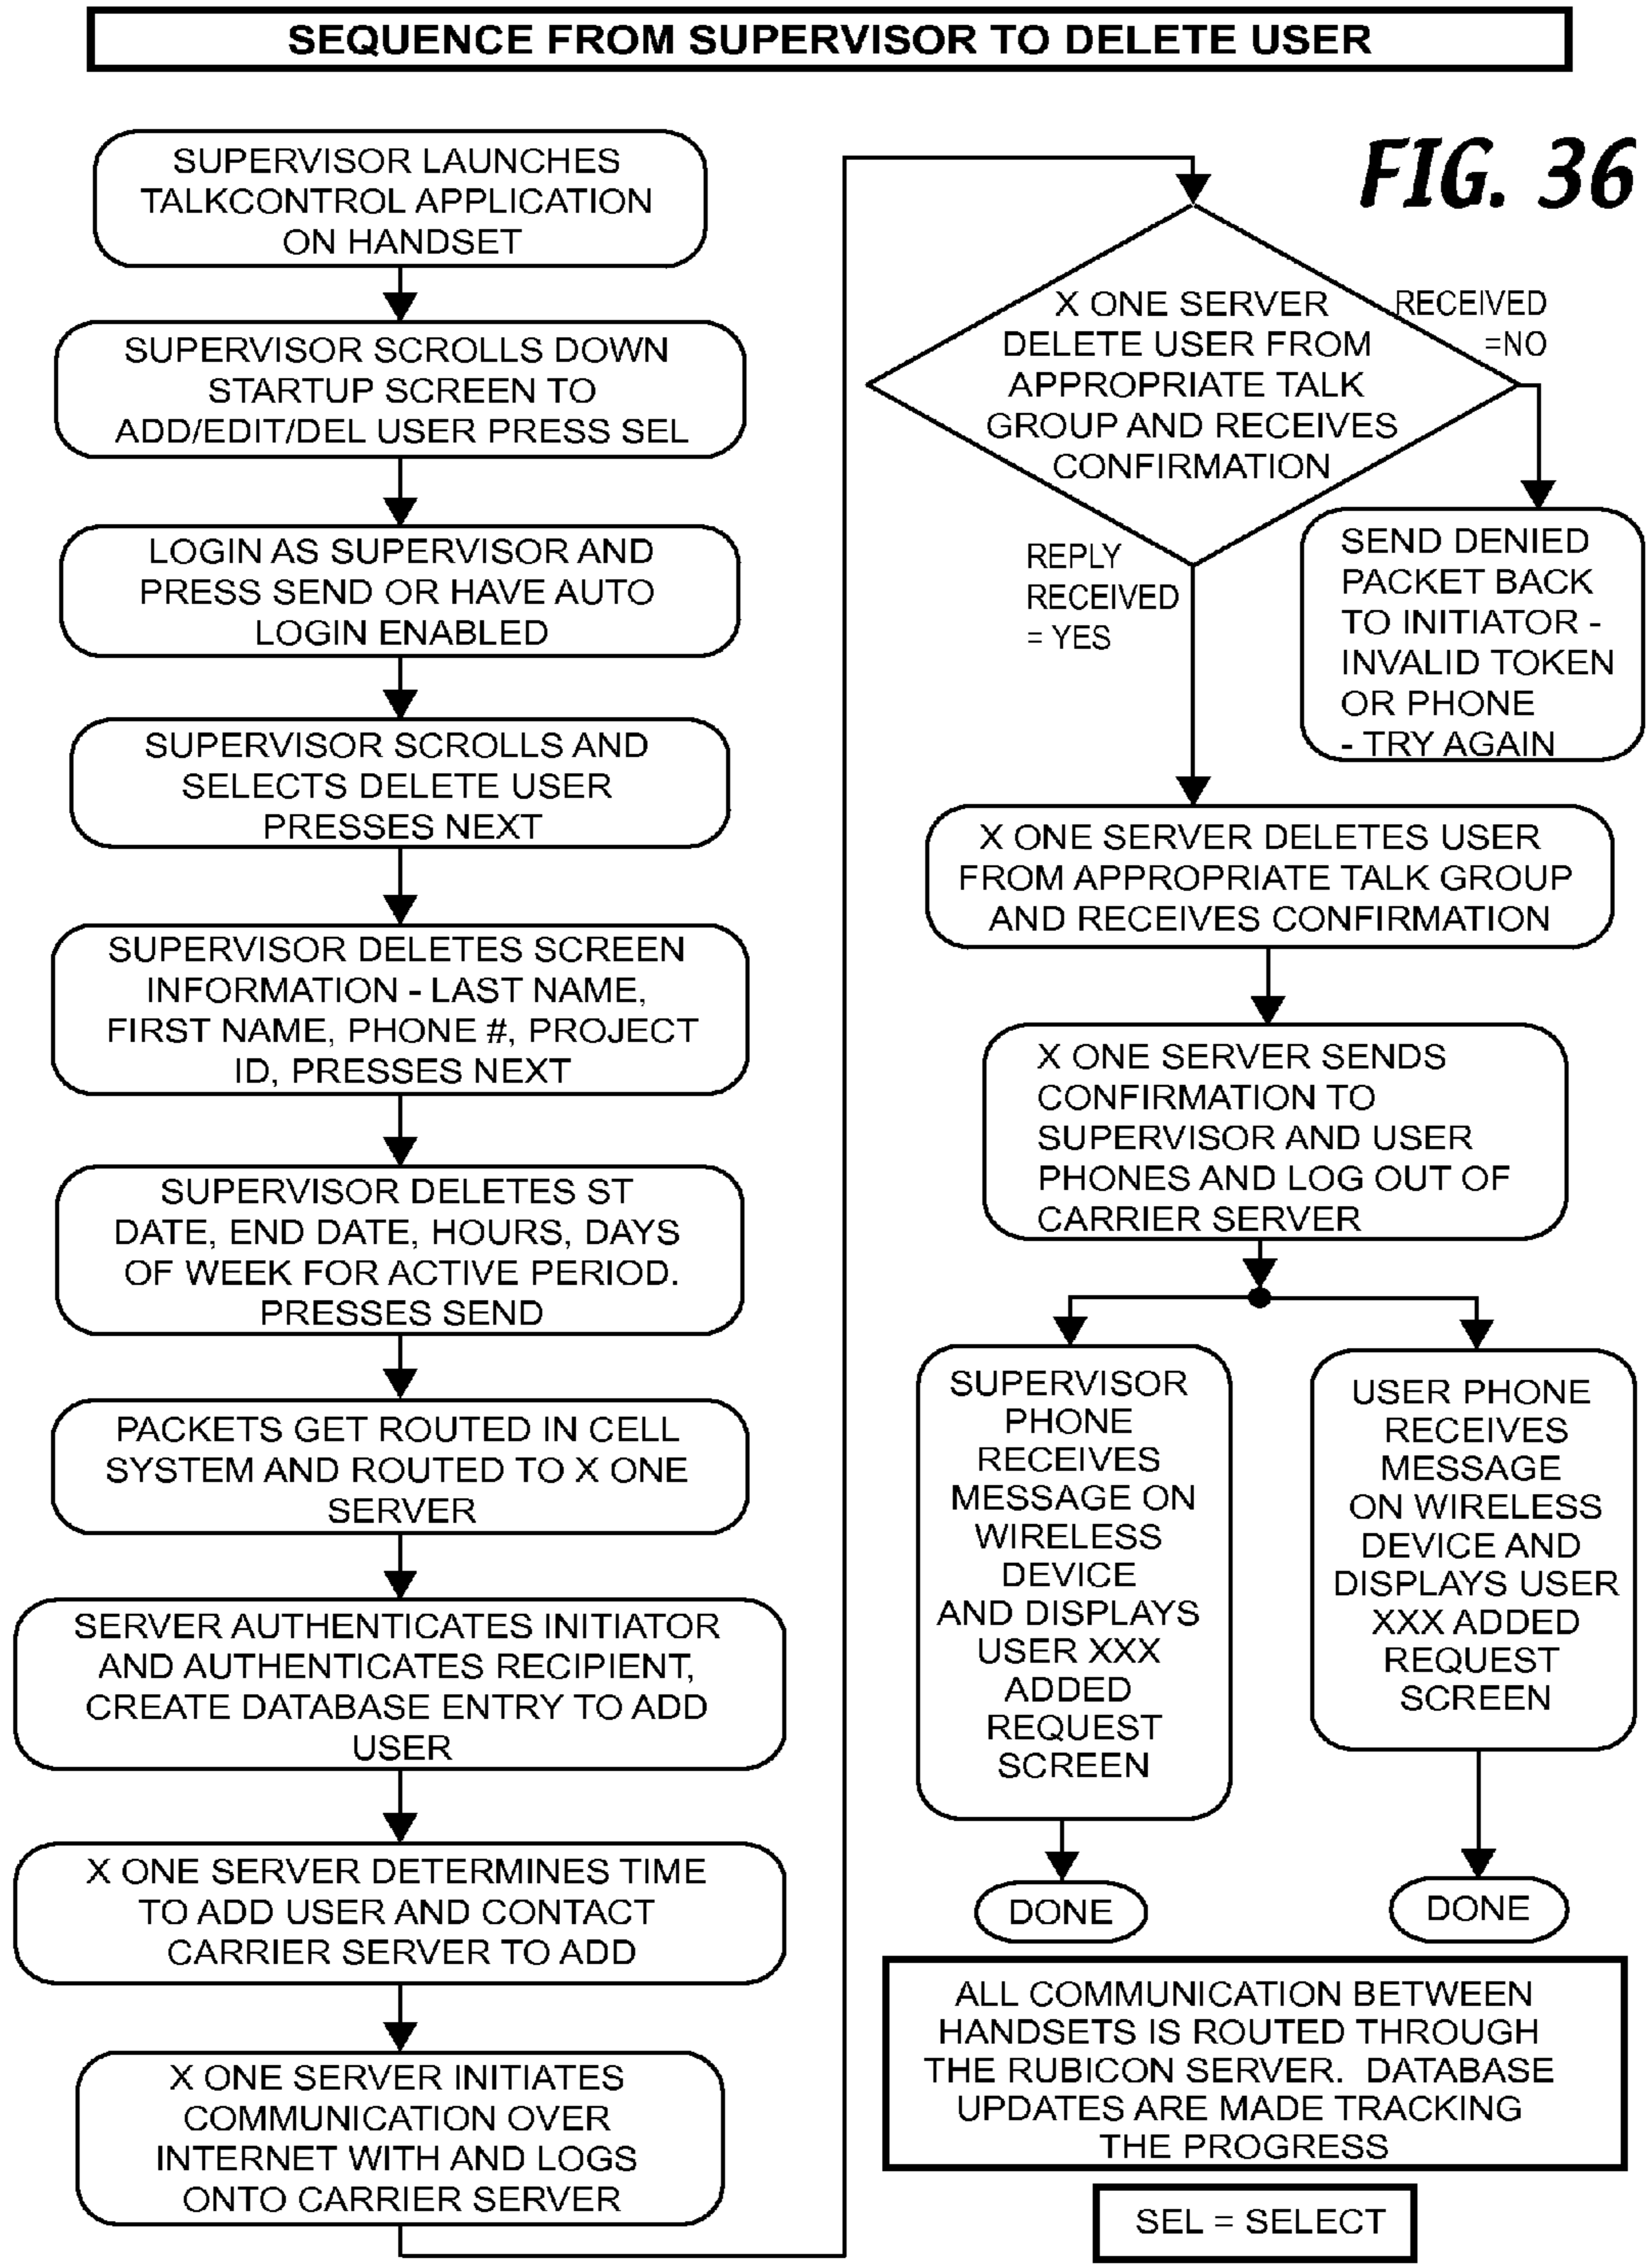 SEQUENCE FROM SUPERVISOR TO DELETE USER
FIG. 36
SUPERVISOR LAUNCHES
TALKCONTROL APPLICATION
ON HANDSET
SUPERVISOR SCROLLS DOWN
STARTUP SCREEN TO
ADD/EDIT/DEL USER PRESS SEL
LOGIN AS SUPERVISOR AND
PRESS SEND OR HAVE AUTO
LOGIN ENABLED
SUPERVISOR SCROLLS AND
SELECTS DELETE USER
PRESSES NEXT
SUPERVISOR DELETES SCREEN
INFORMATION - LAST NAME,
FIRST NAME, PHONE #, PROJECT
ID, PRESSES NEXT
SUPERVISOR DELETES ST
DATE, END DATE, HOURS, DAYS
OF WEEK FOR ACTIVE PERIOD.
PRESSES SEND
PACKETS GET ROUTED IN CELL
SYSTEM AND ROUTED TO X ONE
SERVER
SERVER AUTHENTICATES INITIATOR
AND AUTHENTICATES RECIPIENT,
CREATE DATABASE ENTRY TO ADD
USER
X ONE SERVER DETERMINES TIME
TO ADD USER AND CONTACT
CARRIER SERVER TO ADD
X ONE SERVER INITIATES
COMMUNICATION OVER
INTERNET WITH AND LOGS
ONTO CARRIER SERVER
X ONE SERVER
DELETE USER FROM
APPROPRIATE TALK
GROUP AND RECEIVES
CONFIRMATION
RECEIVED
=NO
SEND DENIED
PACKET BACK
TO INITIATOR -
INVALID TOKEN
OR PHONE
- TRY AGAIN
REPLY
RECEIVED
= YES
X ONE SERVER DELETES USER
FROM APPROPRIATE TALK GROUP
AND RECEIVES CONFIRMATION
X ONE SERVER SENDS
CONFIRMATION TO
SUPERVISOR AND USER
PHONES AND LOG OUT OF
CARRIER SERVER
SUPERVISOR
PHONE
RECEIVES
MESSAGE ON
WIRELESS
DEVICE
AND DISPLAYS
USER XXX
ADDED
REQUEST
SCREEN
DONE
USER PHONE
RECEIVES
MESSAGE
ON WIRELESS
DEVICE AND
DISPLAYS USER
XXX ADDED
REQUEST
SCREEN
DONE
ALL COMMUNICATION BETWEEN
HANDSETS IS ROUTED THROUGH
THE RUBICON SERVER. DATABASE
UPDATES ARE MADE TRACKING
THE PROGRESS
SEL = SELECT